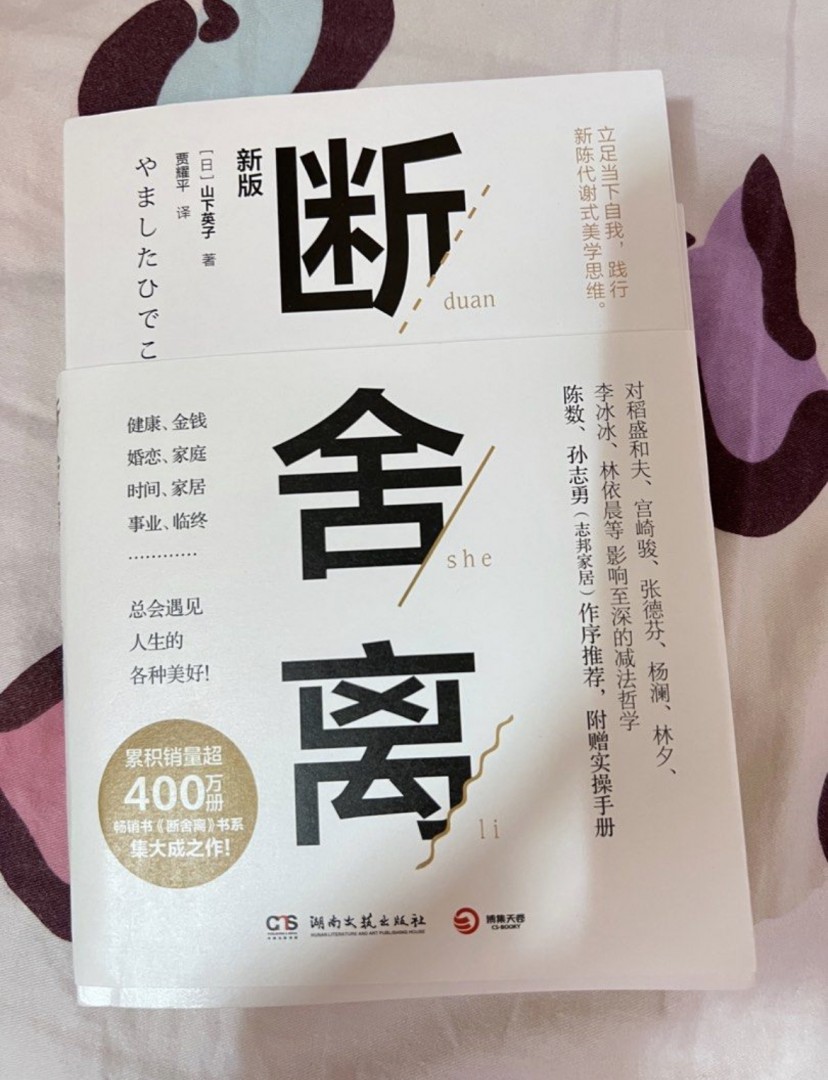 立足当下自我，践行
新陈代谢式美学思维。
新版
[日]山下英子 著
贾耀平 译
やましたひでこ
断
duan
舍
she
离
li
健康、金钱
婚恋、家庭
时间、家居
事业、临终
…………
总会遇见
人生的
各种美好!
对稻盛和夫、宫崎骏、张德芬、杨澜、林夕、
李冰冰、林依晨等影响至深的减法哲学
陈数、孙志勇(志邦家居)作序推荐，附赠实操手册
累积销量超
400万册
畅销书《断舍离》书系
集大成之作!
湖南文艺出版社
HUNAN LITERATURE AND ART PUBLISHING HOUSE
博集天卷
CS-BOOKY